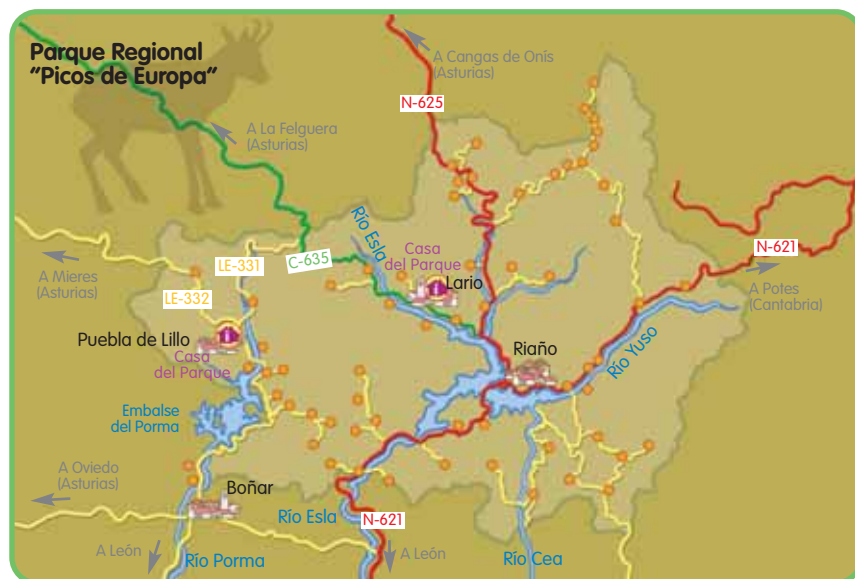 Parque Regional
"Picos de Europa"
A Cangas de Onís
(Asturias)
N-625
A La Felguera
(Asturias)
Río Esla
N-621
LE-331
C-635
Casa
del Parque
Lario
A Mieres
(Asturias)
LE-332
A Potes
(Cantabria)
Puebla de Lillo
Casa
del Parque
Riaño
Río Yuso
Embalse
del Porma
A Oviedo
(Asturias)
Boñar
Río Esla
N-621
A León
Río Porma
A León
Río Cea